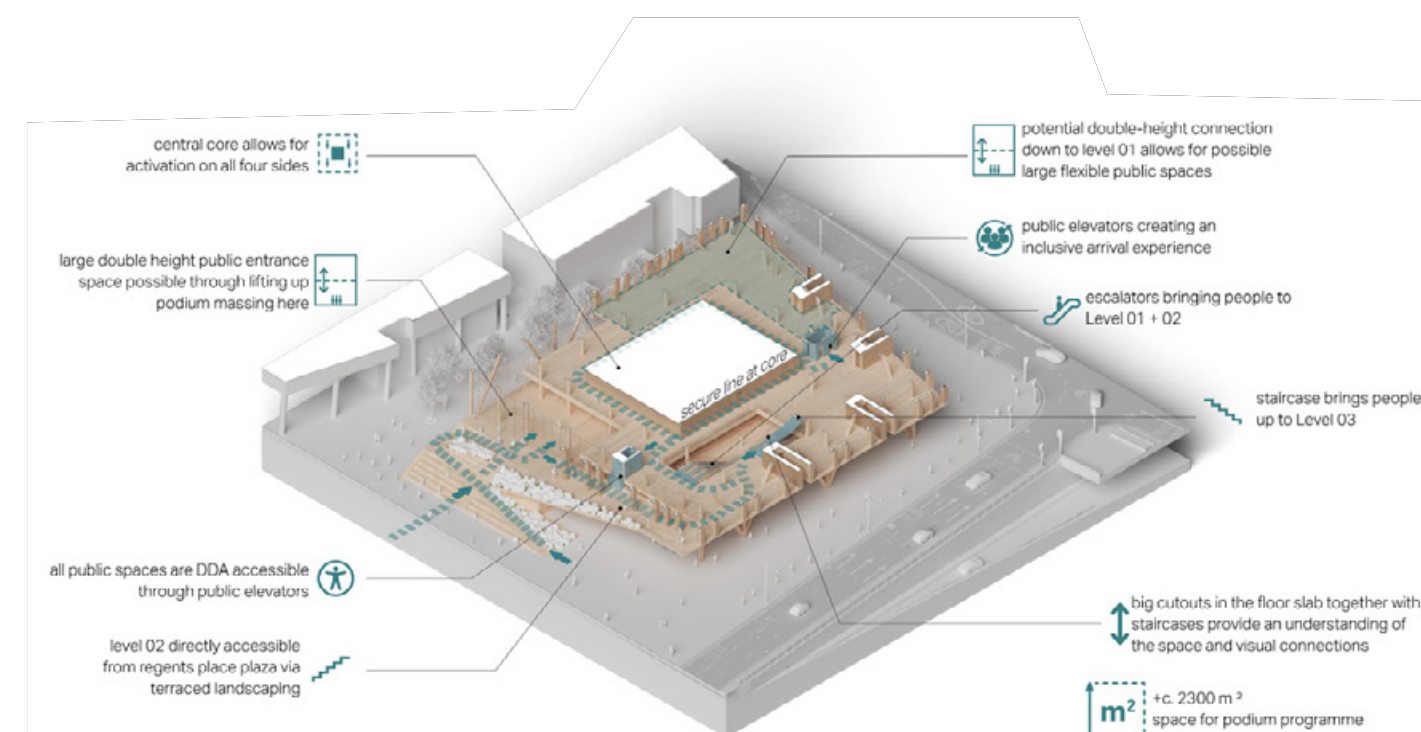 central core allows for
activation on all four sides
large double height public entrance
space possible through lifting up
podium massing here
all public spaces are DDA accessible
through public elevators
level 02 directly accessible
from regents place plaza via
terraced landscaping
secure line at core
potential double-height connection
down to level 01 allows for possible
large flexible public spaces
public elevators creating an
inclusive arrival experience
escalators bringing people to
Level 01 + 02
staircase brings people
up to Level 03
big cutouts in the floor slab together with
staircases provide an understanding of
the space and visual connections
m²
+c. 2300 m²
space for podium programme